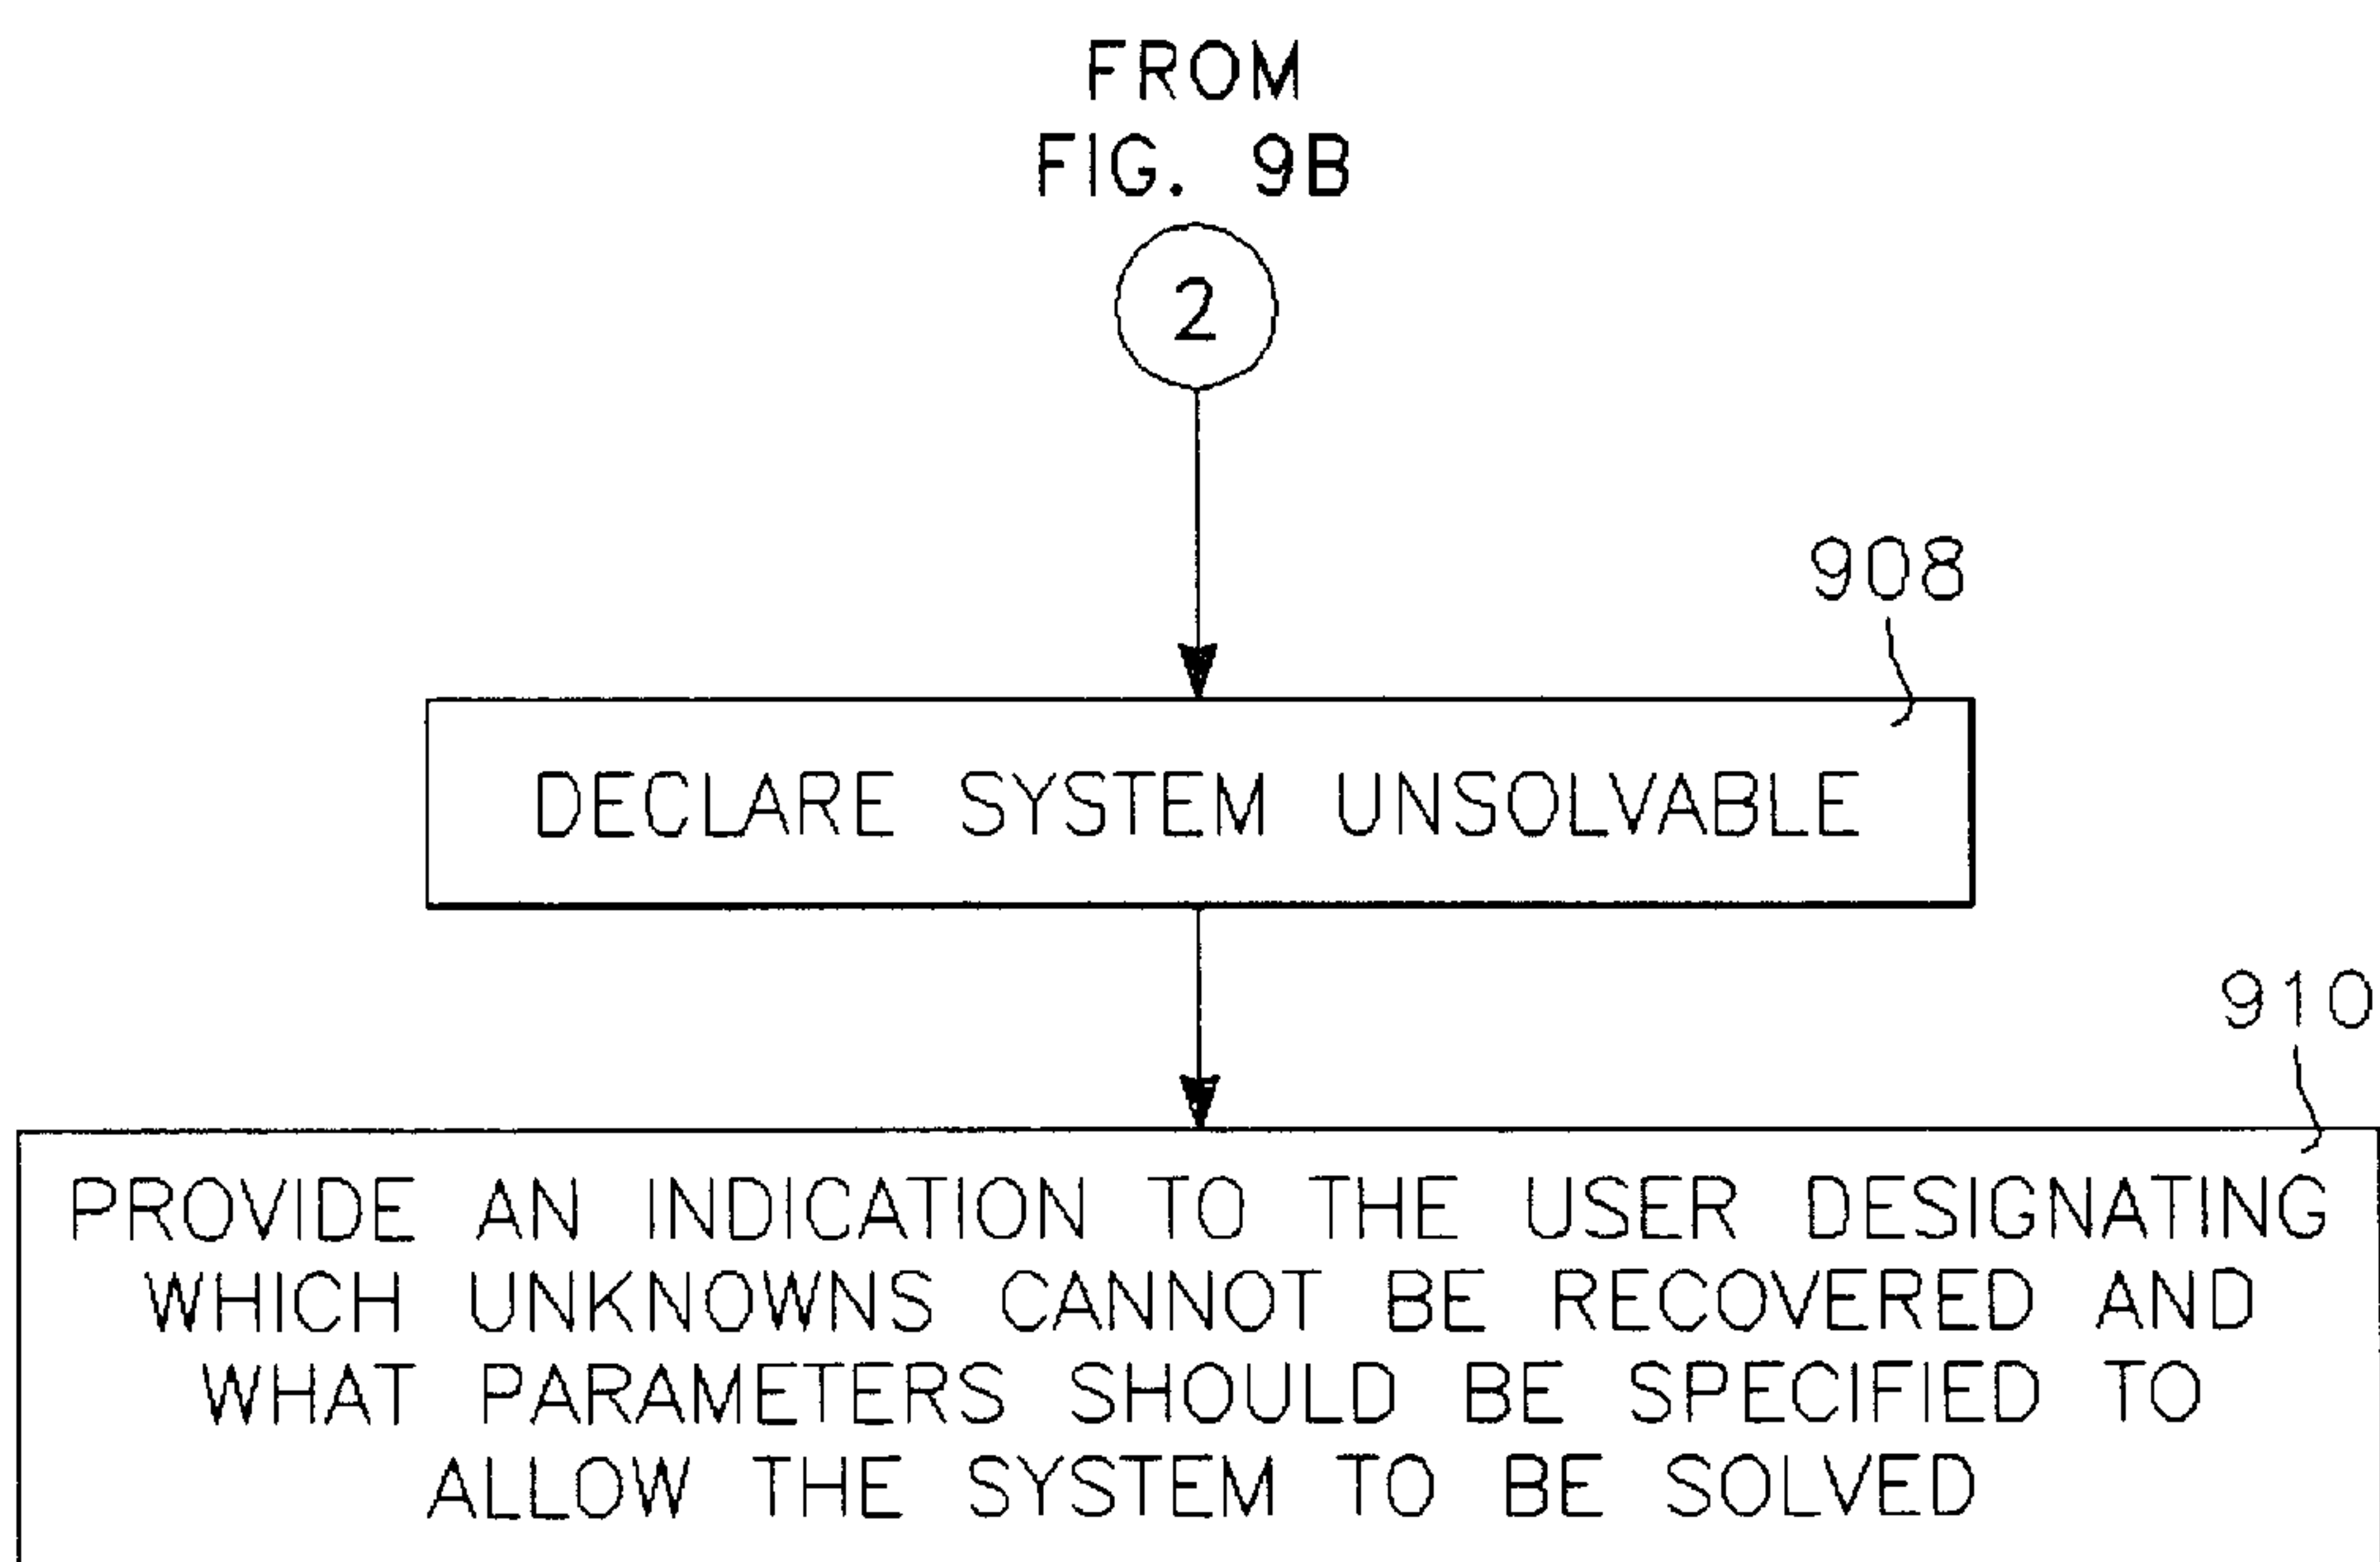 FROM
FIG. 9B
2
908
DECLARE SYSTEM UNSOLVABLE
910
PROVIDE AN INDICATION TO THE USER DESIGNATING
WHICH UNKNOWNS CANNOT BE RECOVERED AND
WHAT PARAMETERS SHOULD BE SPECIFIED TO
ALLOW THE SYSTEM TO BE SOLVED